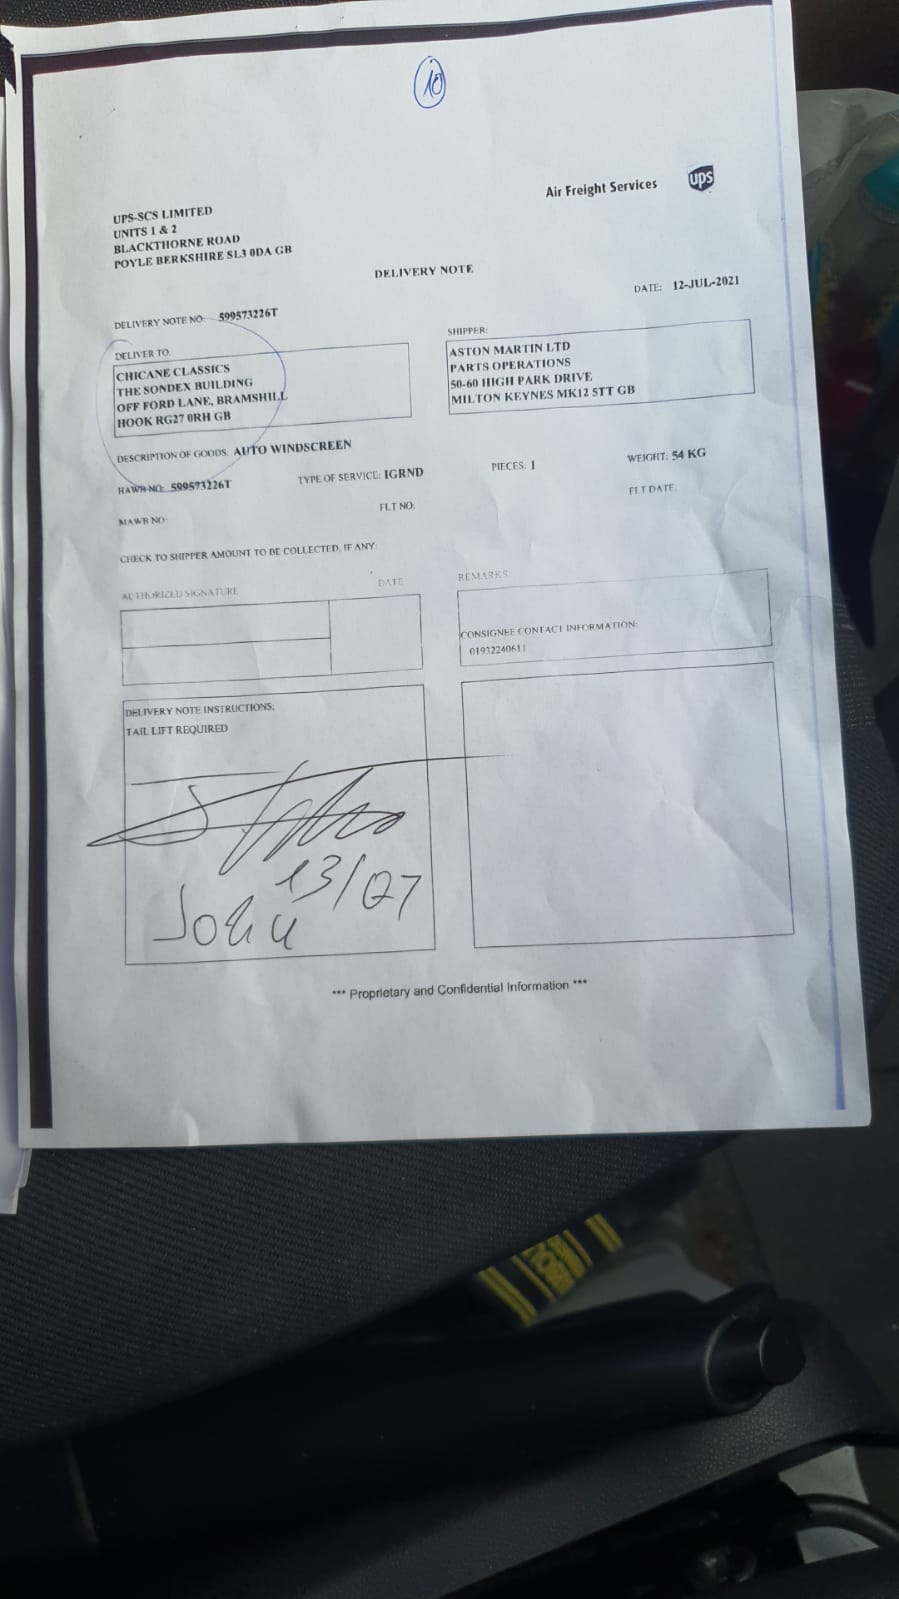 10
Air Freight Services
ups
UPS-SCS LIMITED
UNITS 1 & 2
BLACKTHORNE ROAD
POYLE BERKSHIRE SL3 0DA GB
DELIVERY NOTE
DATE: 12-JUL-2021
DELIVERY NOTE NO: 599573226T
DELIVER TO:
CHICANE CLASSICS
THE SONDEX BUILDING
OFF FORD LANE, BRAMSHILL
HOOK RG27 0RH GB
SHIPPER:
ASTON MARTIN LTD
PARTS OPERATIONS
50-60 HIGH PARK DRIVE
MILTON KEYNES MK12 5TT GB
DESCRIPTION OF GOODS: AUTO WINDSCREEN
HAWB NO: 599573226T TYPE OF SERVICE: IGRND PIECES: 1 WEIGHT: 54 KG
MAWB NO: FLT NO: FLT DATE:
CHECK TO SHIPPER AMOUNT TO BE COLLECTED, IF ANY:
AUTHORIZED SIGNATURE DATE
REMARKS
CONSIGNEE CONTACT INFORMATION:
01932240611
DELIVERY NOTE INSTRUCTIONS:
TAIL LIFT REQUIRED
13/07
John
*** Proprietary and Confidential Information ***